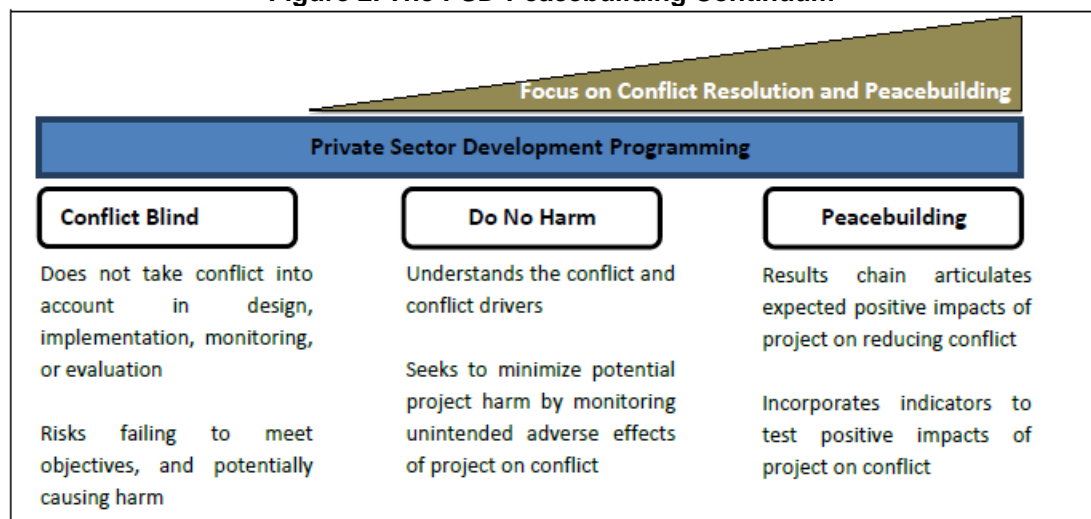 Focus on Conflict Resolution and Peacebuilding
Private Sector Development Programming
Conflict Blind
Does not take conflict into
account in design,
implementation, monitoring,
or evaluation
Risks failing to meet
objectives, and potentially
causing harm
Do No Harm
Understands the conflict and
conflict drivers
Seeks to minimize potential
project harm by monitoring
unintended adverse effects
of project on conflict
Peacebuilding
Results chain articulates
expected positive impacts of
project on reducing conflict
Incorporates indicators to
test positive impacts of
project on conflict